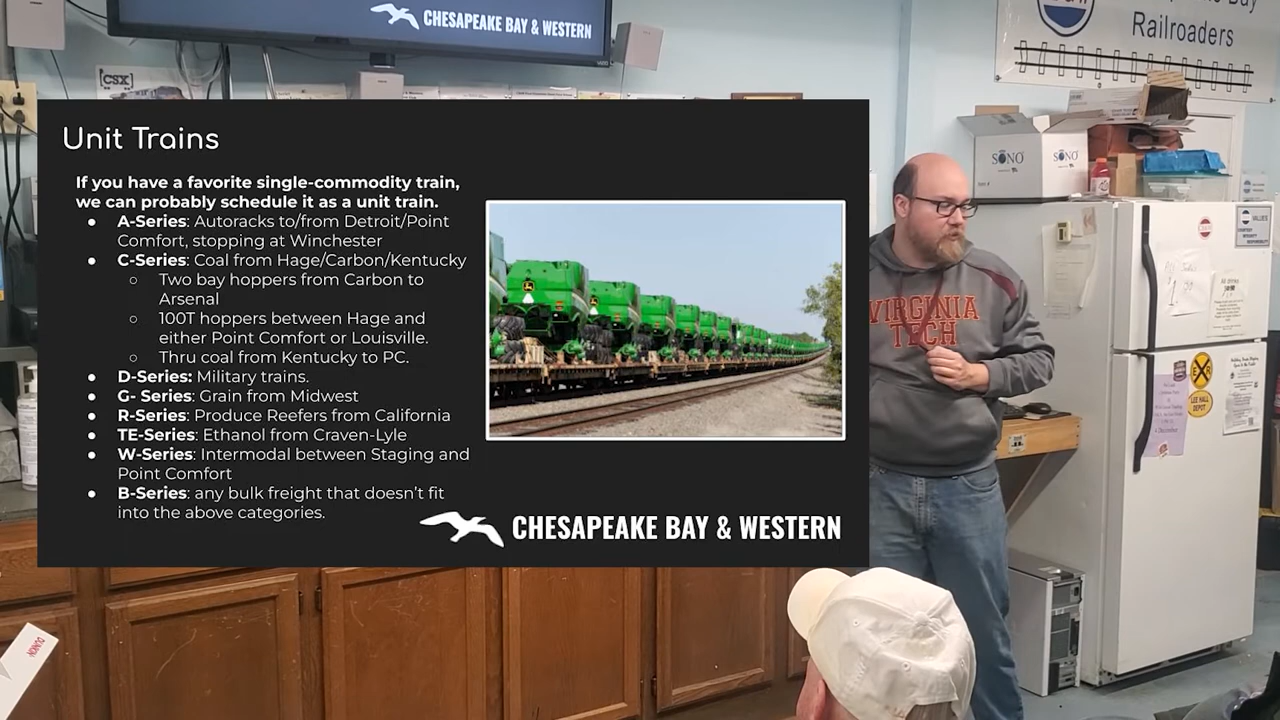 CHESAPEAKE BAY & WESTERN
Railroaders
CSX
Unit Trains
If you have a favorite single-commodity train,
we can probably schedule it as a unit train.
● A-Series: Autoracks to/from Detroit/Point
Comfort, stopping at Winchester
● C-Series: Coal from Hage/Carbon/Kentucky
○ Two bay hoppers from Carbon to
Arsenal
○ 100T hoppers between Hage and
either Point Comfort or Louisville.
○ Thru coal from Kentucky to PC.
● D-Series: Military trains.
● G- Series: Grain from Midwest
● R-Series: Produce Reefers from California
● TE-Series: Ethanol from Craven-Lyle
● W-Series: Intermodal between Staging and
Point Comfort
● B-Series: any bulk freight that doesn't fit
into the above categories.
CHESAPEAKE BAY & WESTERN
SONO
SONO
VIRGINIA
TECH
VALUES
1.00
R
LEE HALL
DEPOT